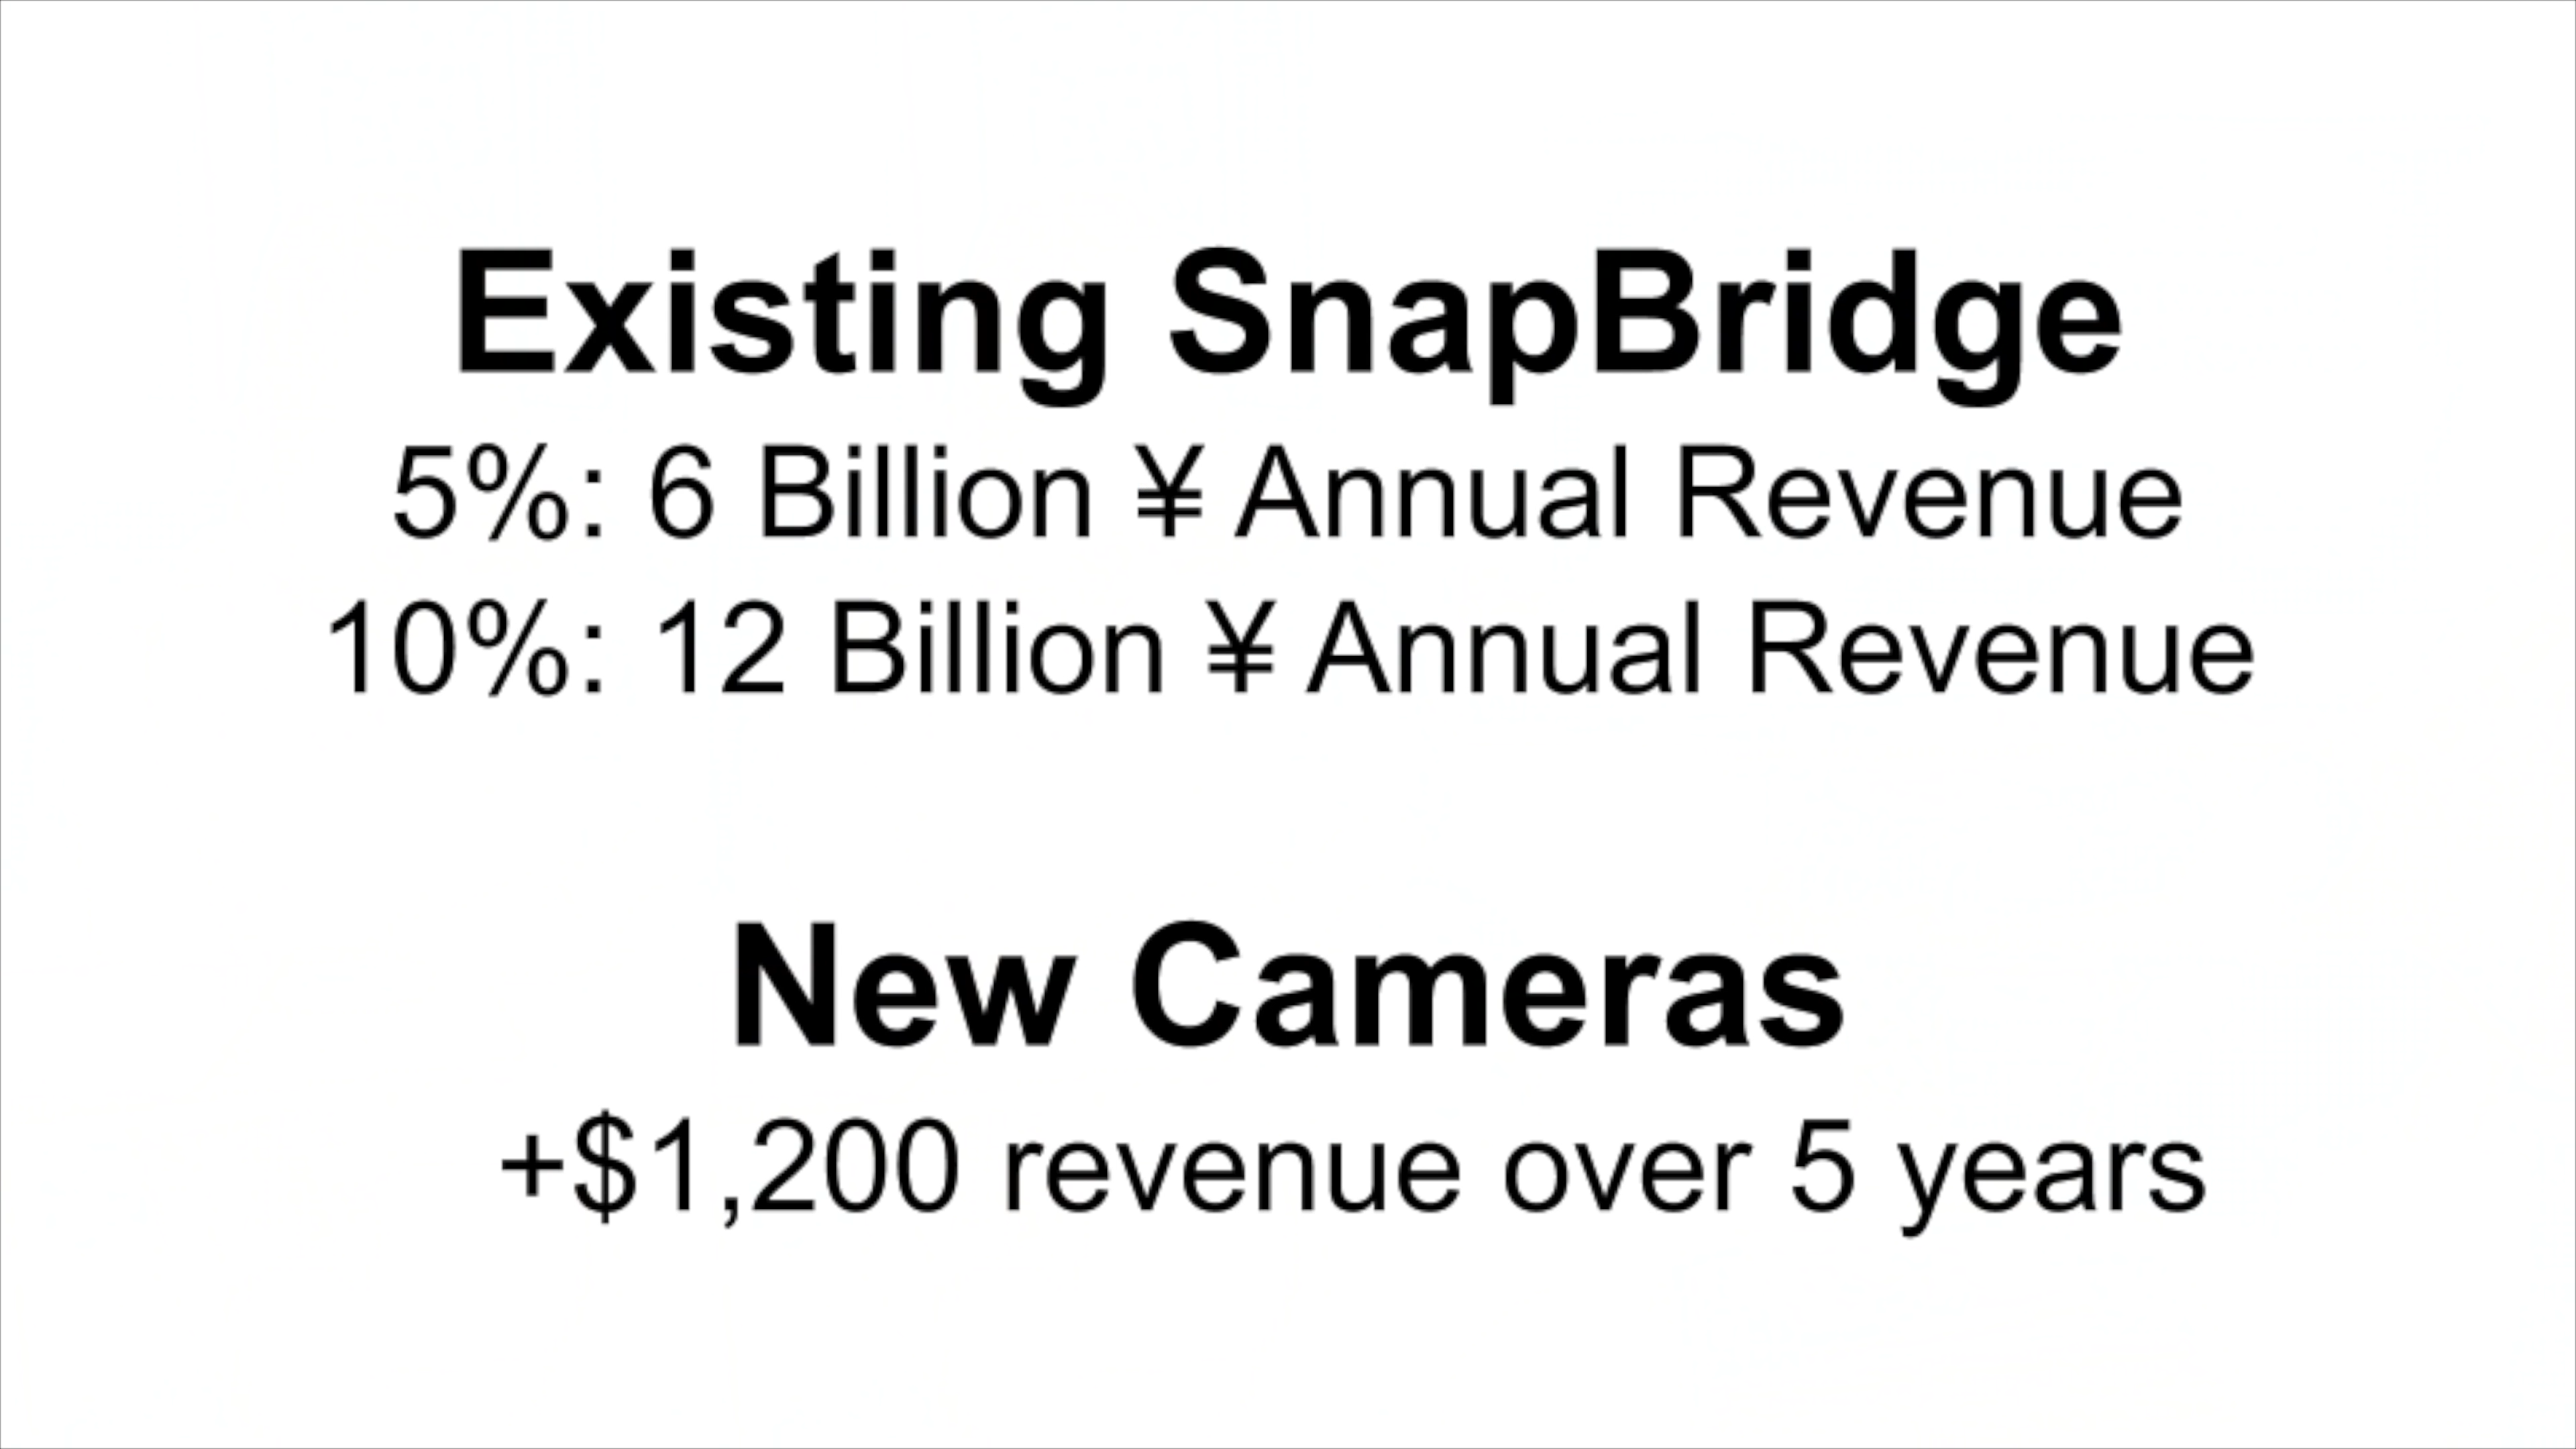 Existing SnapBridge
5%: 6 Billion ¥ Annual Revenue
10%: 12 Billion ¥ Annual Revenue
New Cameras
+$1,200 revenue over 5 years